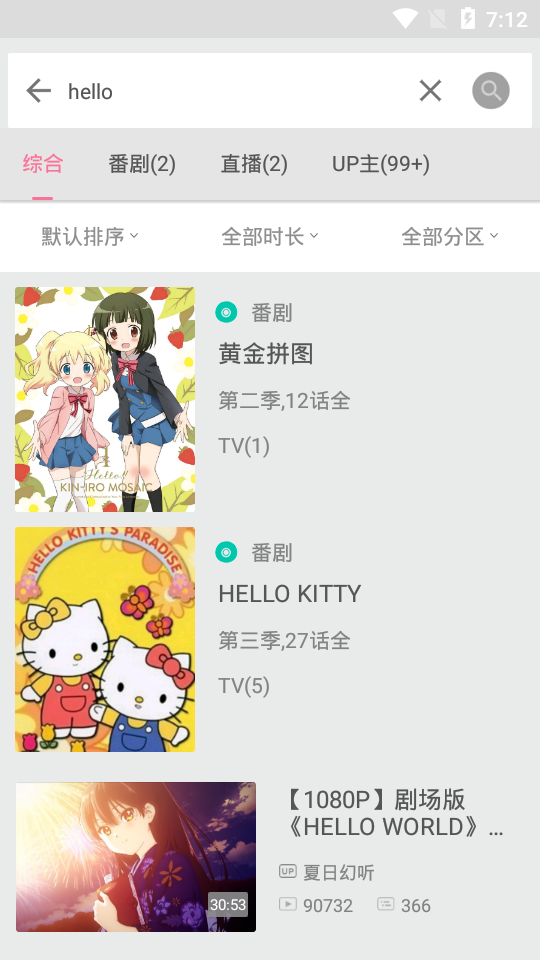 7:12
hello
综合 番剧(2) 直播(2) UP主(99+)
默认排序 全部时长 全部分区
番剧
黄金拼图
第二季,12话全
TV(1)
1
Hello!!
KIN-IRO MOSAIC
番剧
HELLO KITTY
第三季,27话全
TV(5)
HELLO KITTY'S PARADISE
【1080P】剧场版
《HELLO WORLD》...
UP 夏日幻听
90732 366
30:53